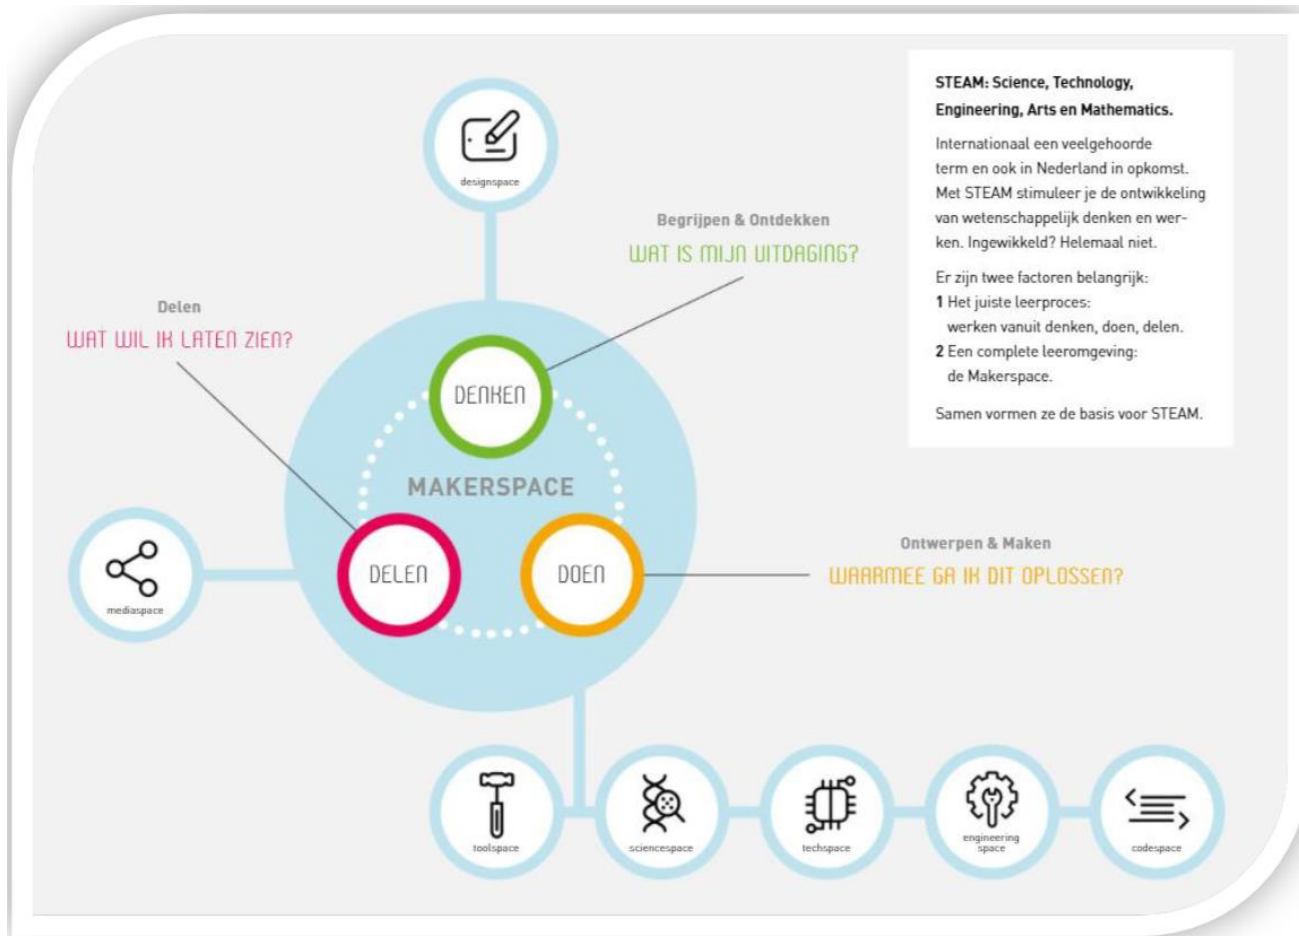 STEAM: Science, Technology,
Engineering, Arts en Mathematics.
Internationaal een veelgehoorde
term en ook in Nederland in opkomst.
Met STEAM stimuleer je de ontwikkeling
van wetenschappelijk denken en wer-
ken. Ingewikkeld? Helemaal niet.
Er zijn twee factoren belangrijk:
1 Het juiste leerproces:
werken vanuit denken, doen, delen.
2 Een complete leeromgeving:
de Makerspace.
Samen vormen ze de basis voor STEAM.
designspace
Begrijpen & Ontdekken
WAT IS MIJN UITDAGING?
Delen
WAT WIL IK LATEN ZIEN?
DENKEN
MAKERSPACE
DELEN
DOEN
Ontwerpen & Maken
WAARMEE GA IK DIT OPLOSSEN?
mediaspace
toolspace
sciencespace
techspace
engineering
space
codespace